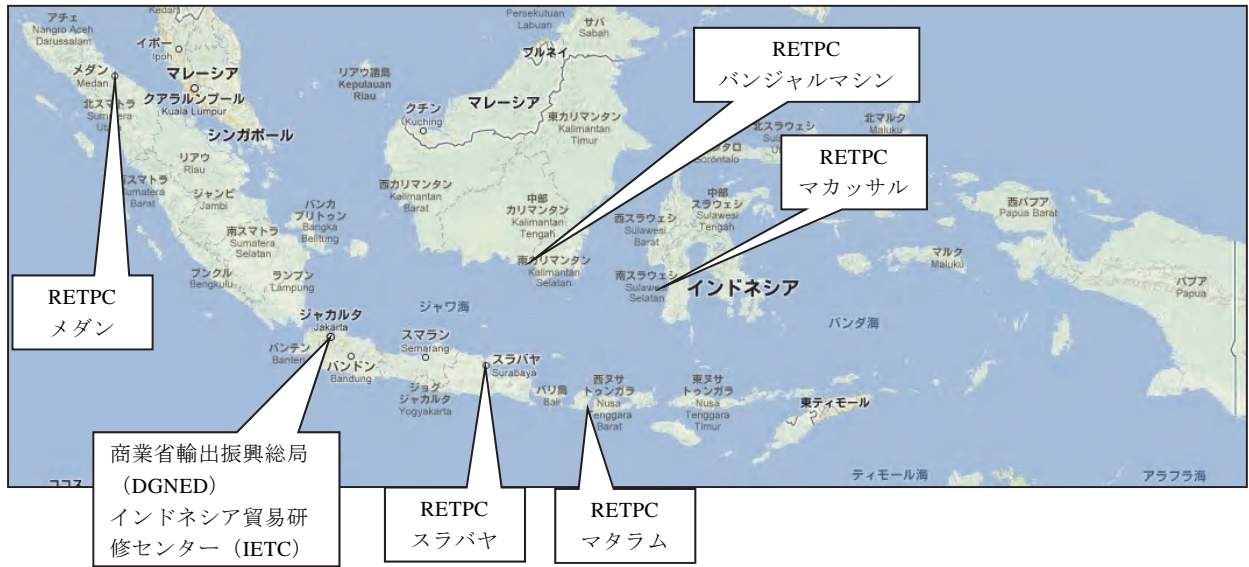 アチェ
Nangro Aceh
Darussalam
Kedah
イポー
Ipoh
メダン
Medan
マレーシア
クアラルンプール
Kuala Lumpur
北スマトラ
シンガポール
リアウ諸島
Kepulauan
Riau
リアウ
Riau
Sumatera
Barat
ジャンビ
Jambi
南スマトラ
Sumatera
Selatan
バンカ
ブリトゥン
Bangka
Belitung
ブンクル
Bengkulu
ランプン
Lampung
Persekutuan
Labuan
サバ
Sabah
ブルネイ
クチン
Kuching
マレーシア
東カリマンタン
Kalimantan
Timur
西カリマンタン
Kalimantan
Barat
中部
カリマンタン
Kalimantan
Tengah
南カリマンタン
Kalimantan
Selatan
北スラウェシ
Gorontalo
北マルク
Maluku
中部
スラウェシ
Sulawesi
Tengah
西スラウェシ
Sulawesi
Barat
南スラウェシ
Selatan
インドネシア
西パプア
Papua Barat
マルク
Maluku
パプア
Papua
ジャワ海
バンダ海
ジャカルタ
Jakarta
バンテン
Banten
バンドン
Bandung
スマラン
Semarang
ジョグ
ジャカルタ
Yogyakarta
スラバヤ
Surabaya
バリ島
Bali
西ヌサ
トゥンガラ
Nusa
Tenggara
Barat
東ヌサ
トゥンガラ
Nusa
Tenggara
Timur
東ティモール
ティモール海
アラフラ海
RETPC
バンジャルマシン
RETPC
マカッサル
RETPC
メダン
商業省輸出振興総局
(DGNED)
インドネシア貿易研
修センター(IETC)
RETPC
スラバヤ
RETPC
マタラム